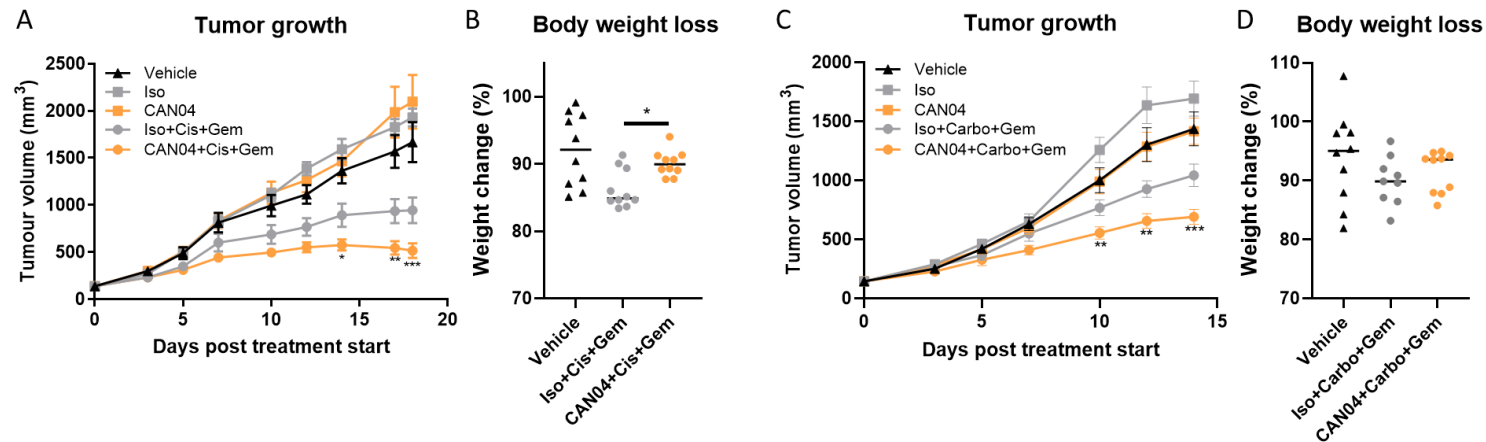 A
Tumor growth
Tumour volume (mm3)
2500
2000
1500
1000
500
0
Vehicle
Iso
CAN04
Iso+Cis+Gem
CAN04+Cis+Gem
*
**
***
0
5
10
15
20
Days post treatment start
B
Body weight loss
Weight change (%)
100
90
80
70
*
Vehicle
Iso+Cis+Gem
CAN04+Cis+Gem
C
Tumor growth
Tumor volume (mm3)
2000
1500
1000
500
0
Vehicle
Iso
CAN04
Iso+Carbo+Gem
CAN04+Carbo+Gem
**
**
***
0
5
10
15
Days post treatment start
D
Body weight loss
Weight change (%)
110
100
90
80
70
Vehicle
Iso+Carbo+Gem
CAN04+Carbo+Gem